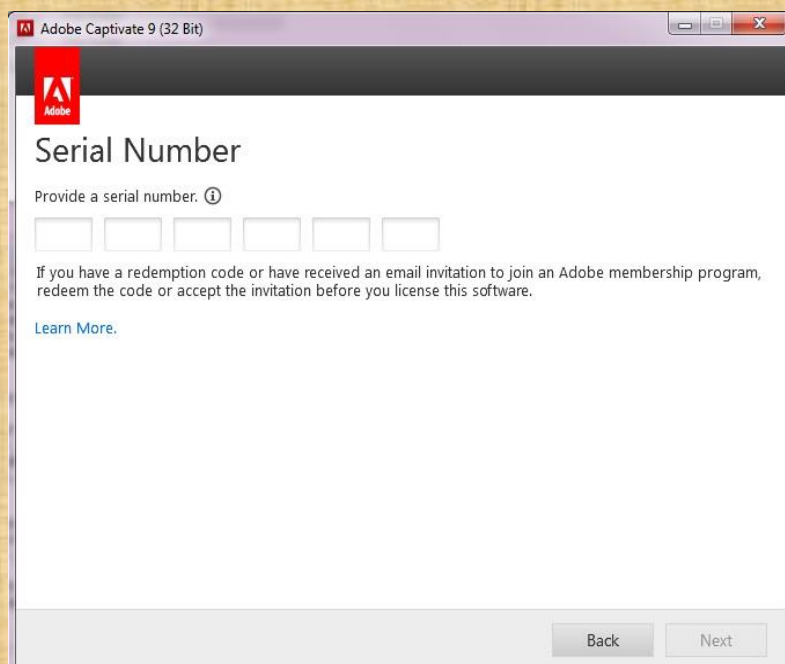 Adobe Captivate 9 (32 Bit)
Adobe
Serial Number
Provide a serial number.
If you have a redemption code or have received an email invitation to join an Adobe membership program,
redeem the code or accept the invitation before you license this software.
Learn More.
Back Next